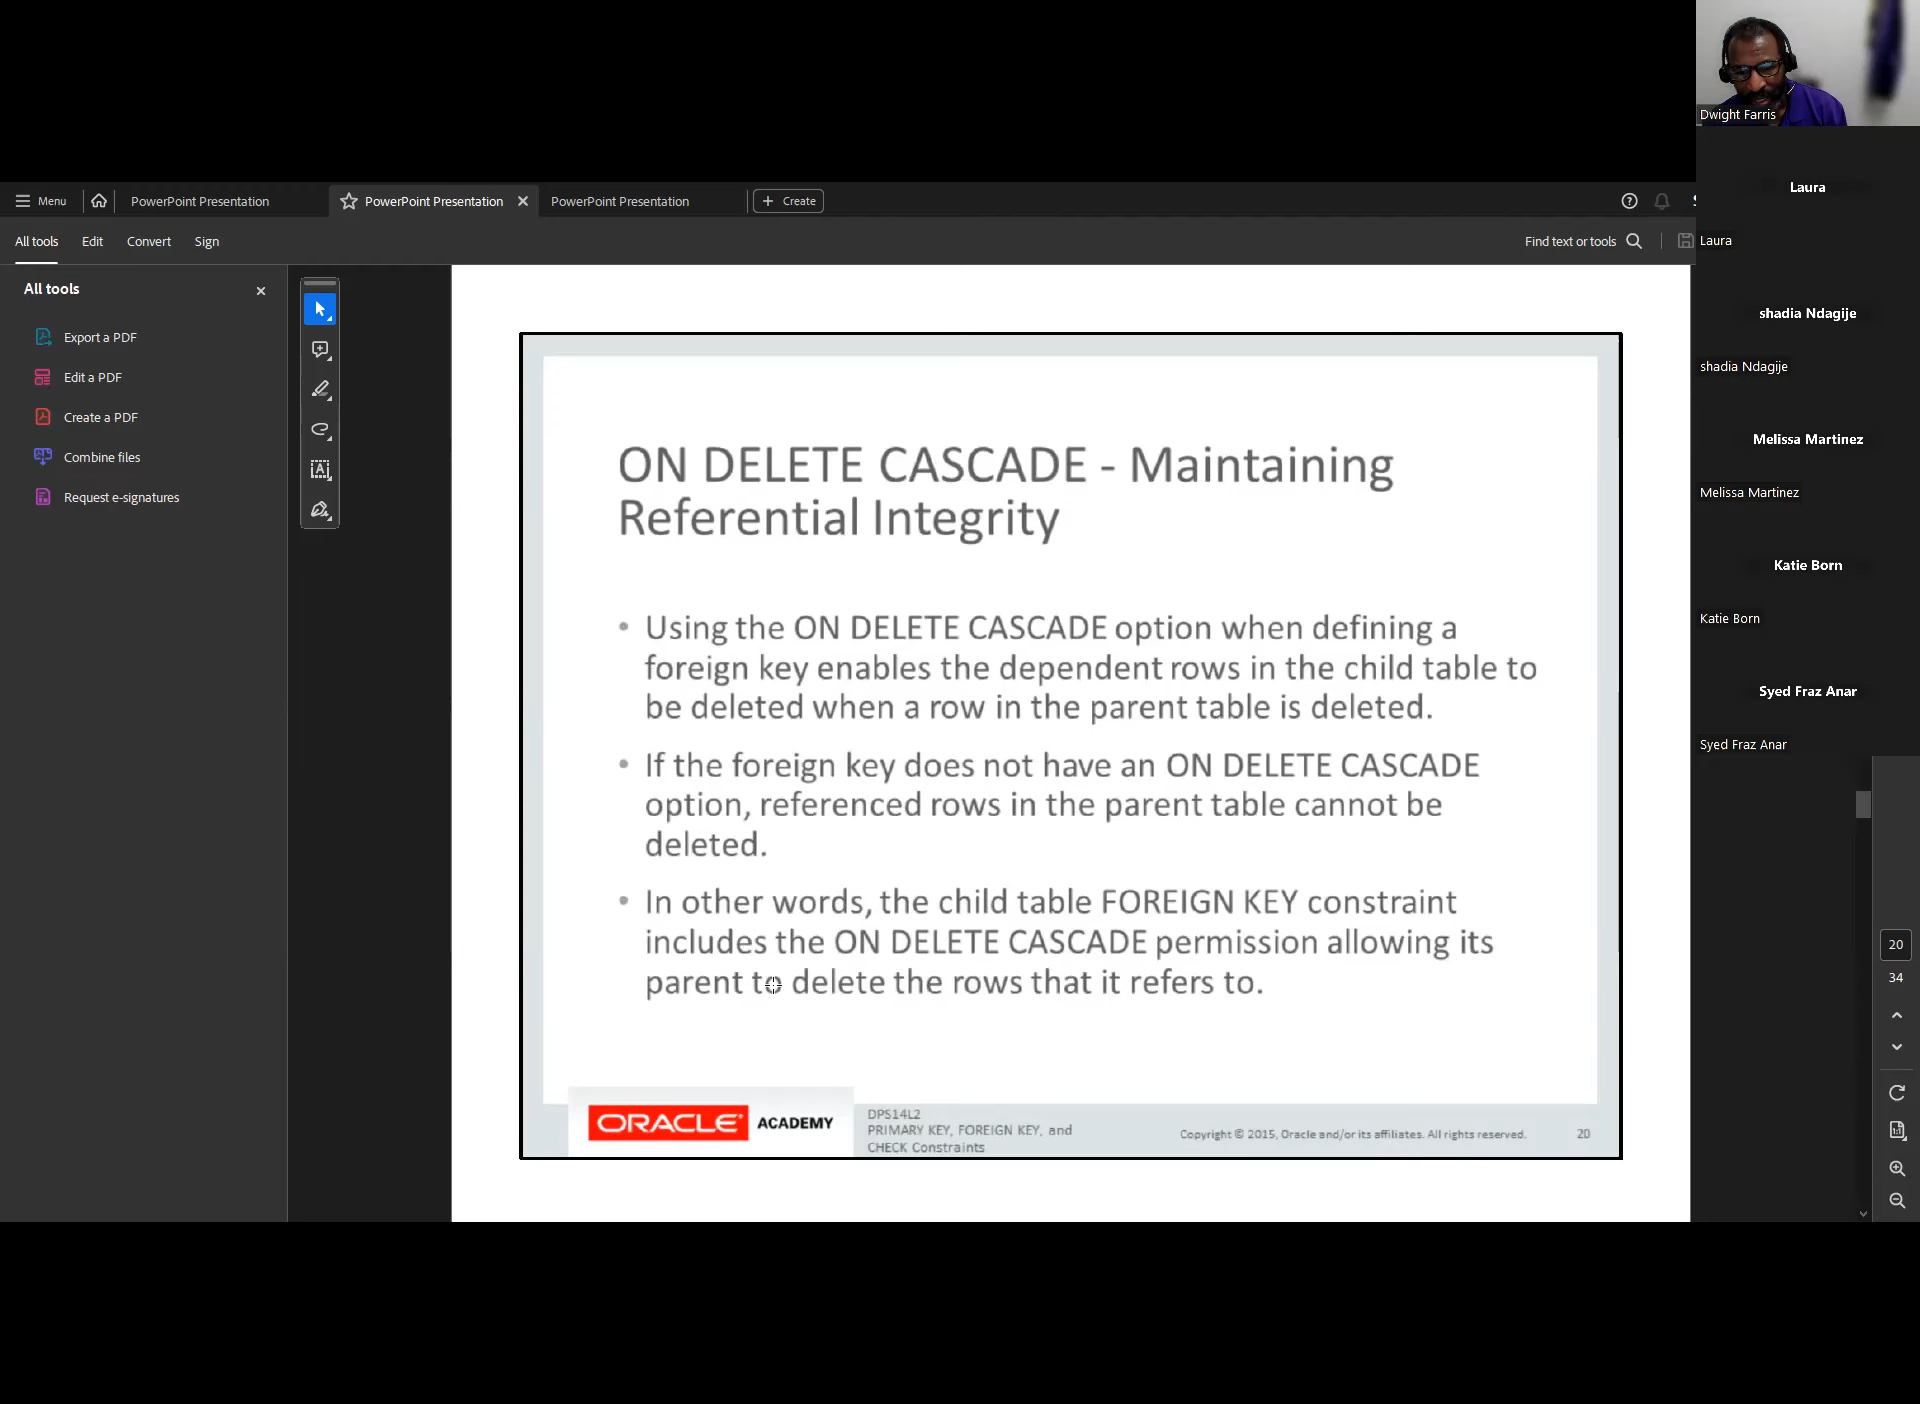 Dwight Farris
Menu
PowerPoint Presentation
PowerPoint Presentation
PowerPoint Presentation
Create
All tools
Edit
Convert
Sign
Find text or tools
All tools
Export a PDF
Edit a PDF
Create a PDF
Combine files
Request e-signatures
ON DELETE CASCADE - Maintaining
Referential Integrity
• Using the ON DELETE CASCADE option when defining a
foreign key enables the dependent rows in the child table to
be deleted when a row in the parent table is deleted.
• If the foreign key does not have an ON DELETE CASCADE
option, referenced rows in the parent table cannot be
deleted.
• In other words, the child table FOREIGN KEY constraint
includes the ON DELETE CASCADE permission allowing its
parent to delete the rows that it refers to.
ORACLE ACADEMY
DPS14L2
PRIMARY KEY, FOREIGN KEY, and
CHECK Constraints
Copyright © 2015, Oracle and/or its affiliates. All rights reserved.
20
Laura
Laura
shadia Ndagije
shadia Ndagije
Melissa Martinez
Melissa Martinez
Katie Born
Katie Born
Syed Fraz Anar
Syed Fraz Anar
20
34